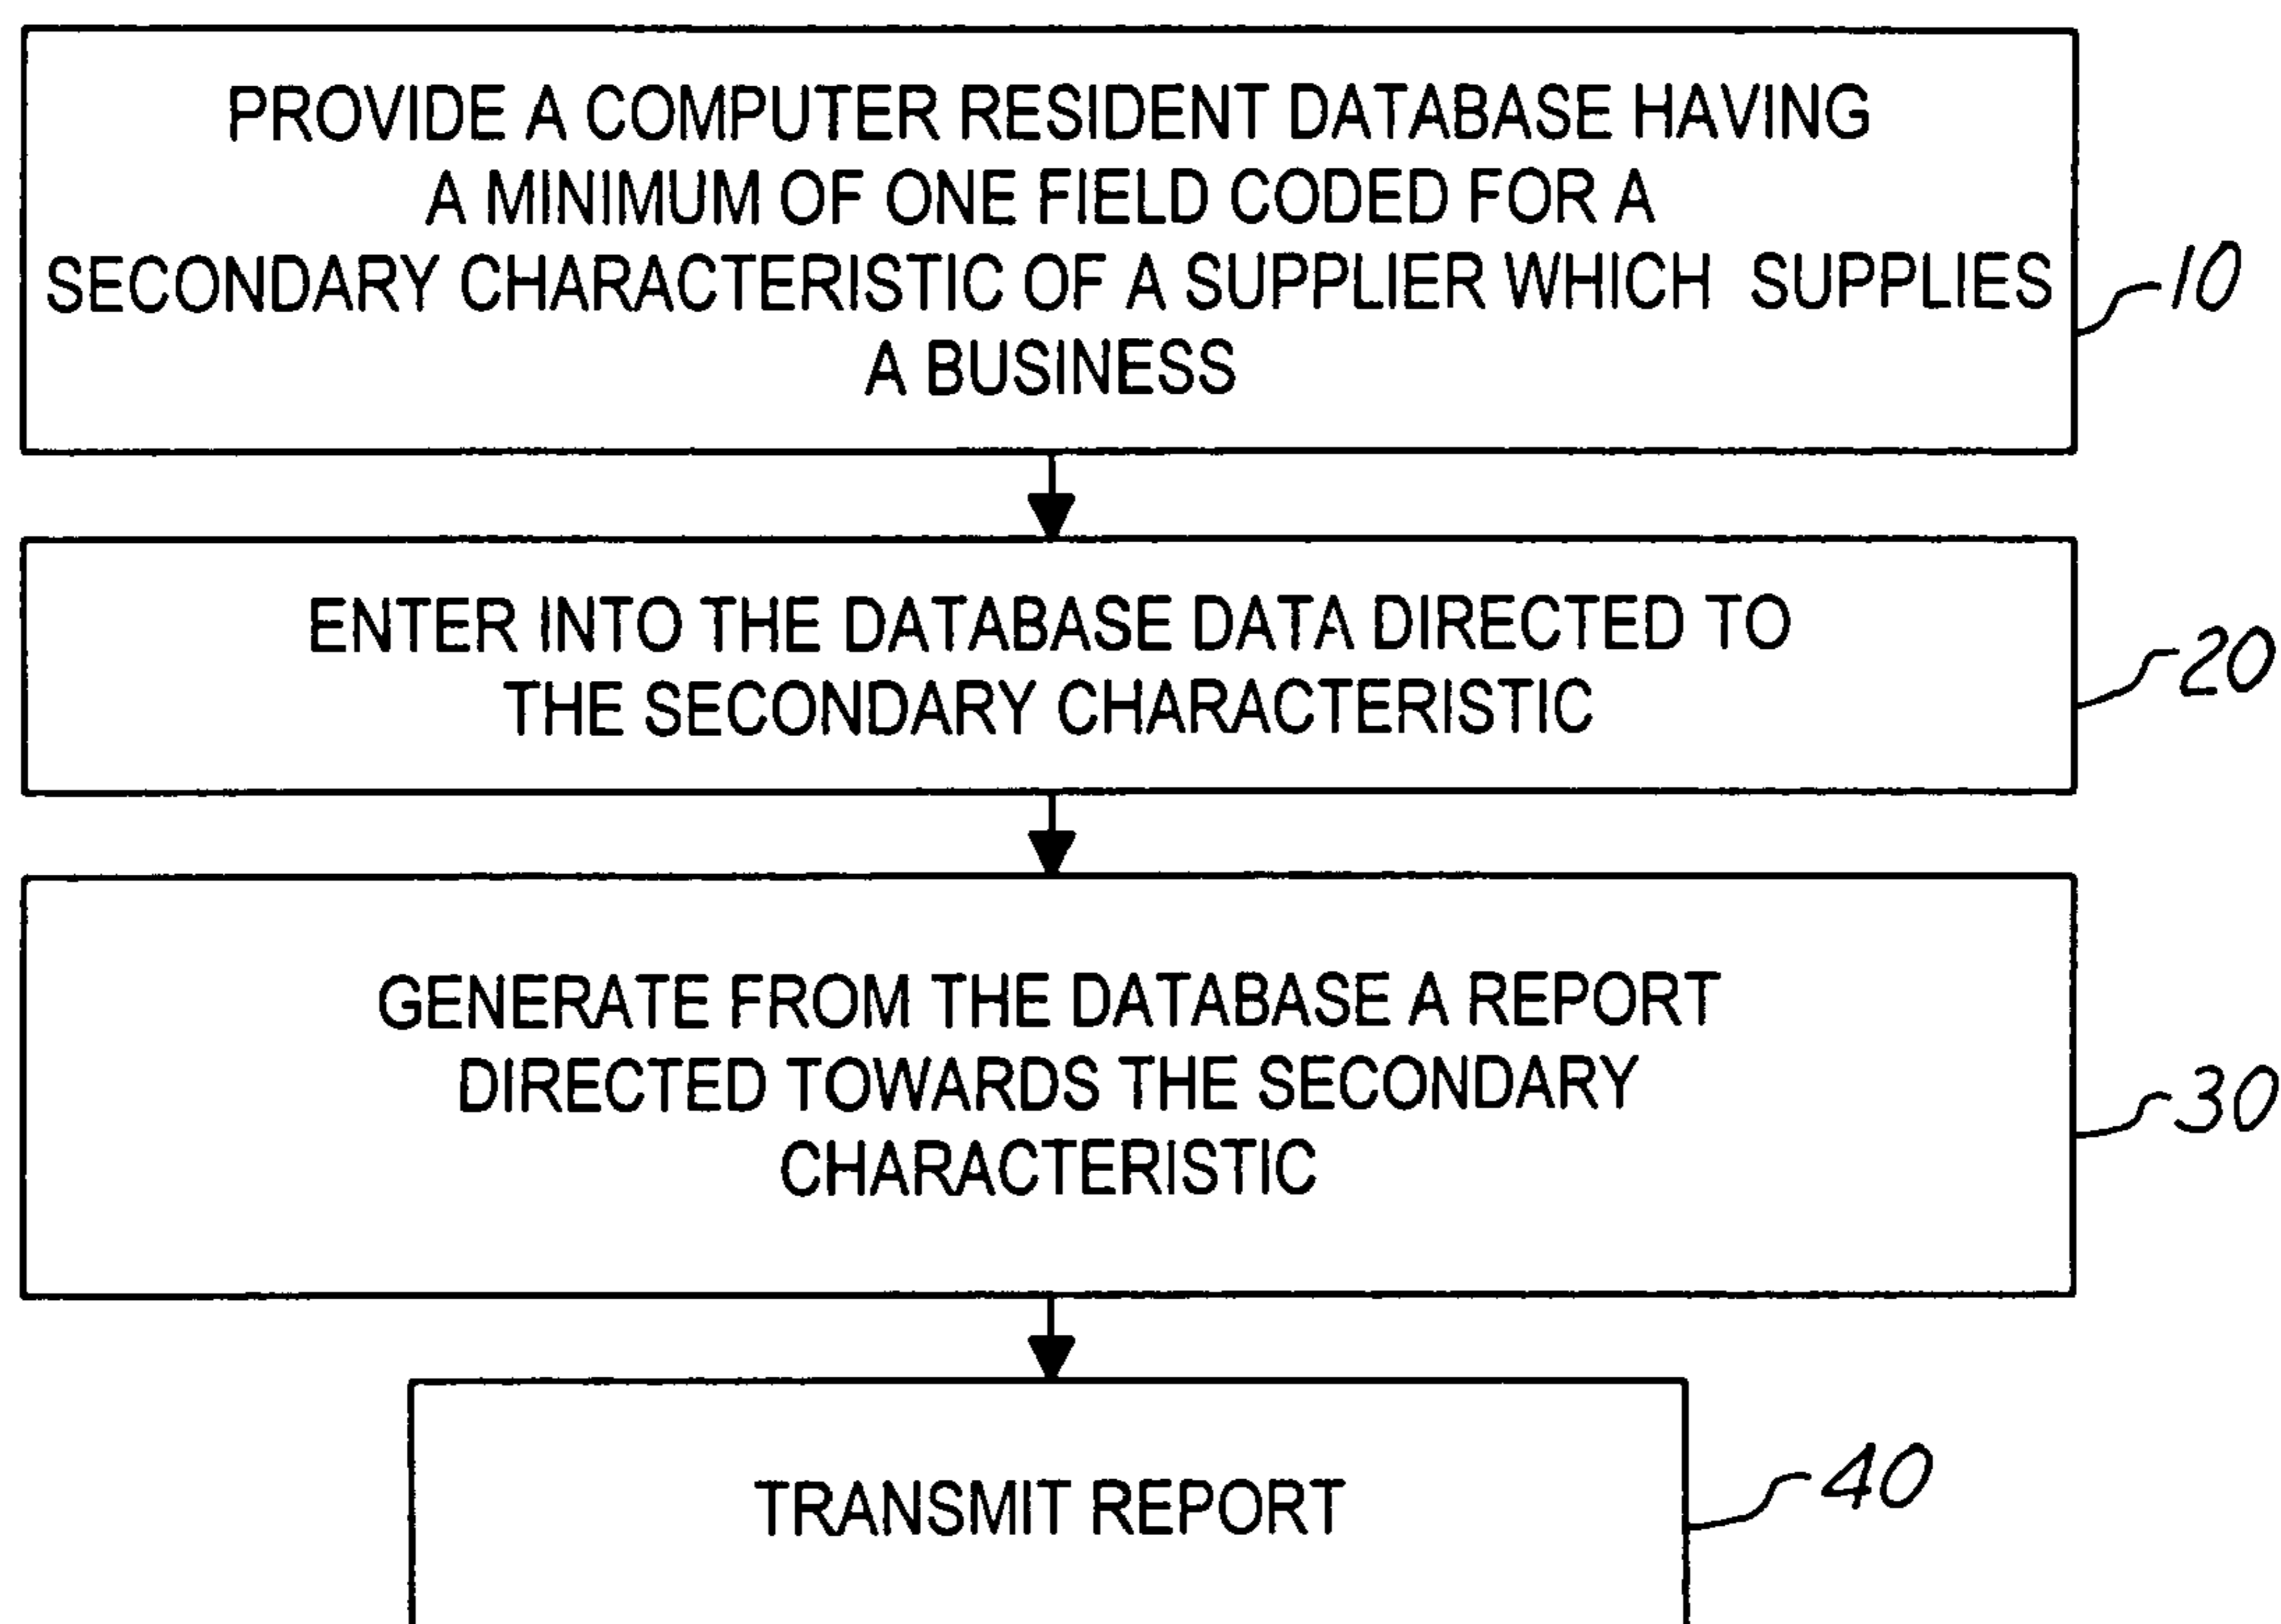 PROVIDE A COMPUTER RESIDENT DATABASE HAVING
A MINIMUM OF ONE FIELD CODED FOR A
SECONDARY CHARACTERISTIC OF A SUPPLIER WHICH SUPPLIES
A BUSINESS
10
ENTER INTO THE DATABASE DATA DIRECTED TO
THE SECONDARY CHARACTERISTIC
20
GENERATE FROM THE DATABASE A REPORT
DIRECTED TOWARDS THE SECONDARY
CHARACTERISTIC
30
TRANSMIT REPORT
40